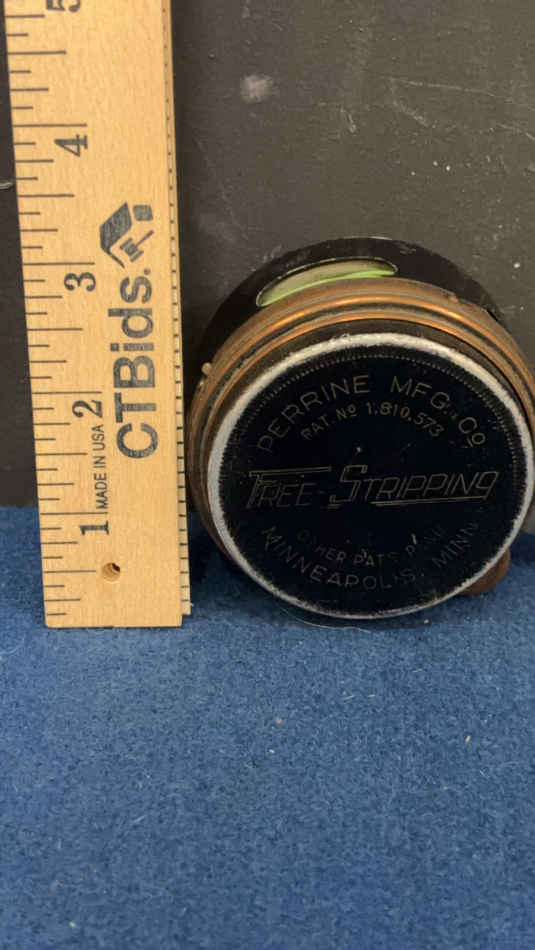 5
4
3
2
1
CTBids.
MADE IN USA
PERRINE MFG. CO
PAT. Nº 1,810,573
FREE-STRIPPING
OTHER PATS PEND
MINNEAPOLIS, MINN